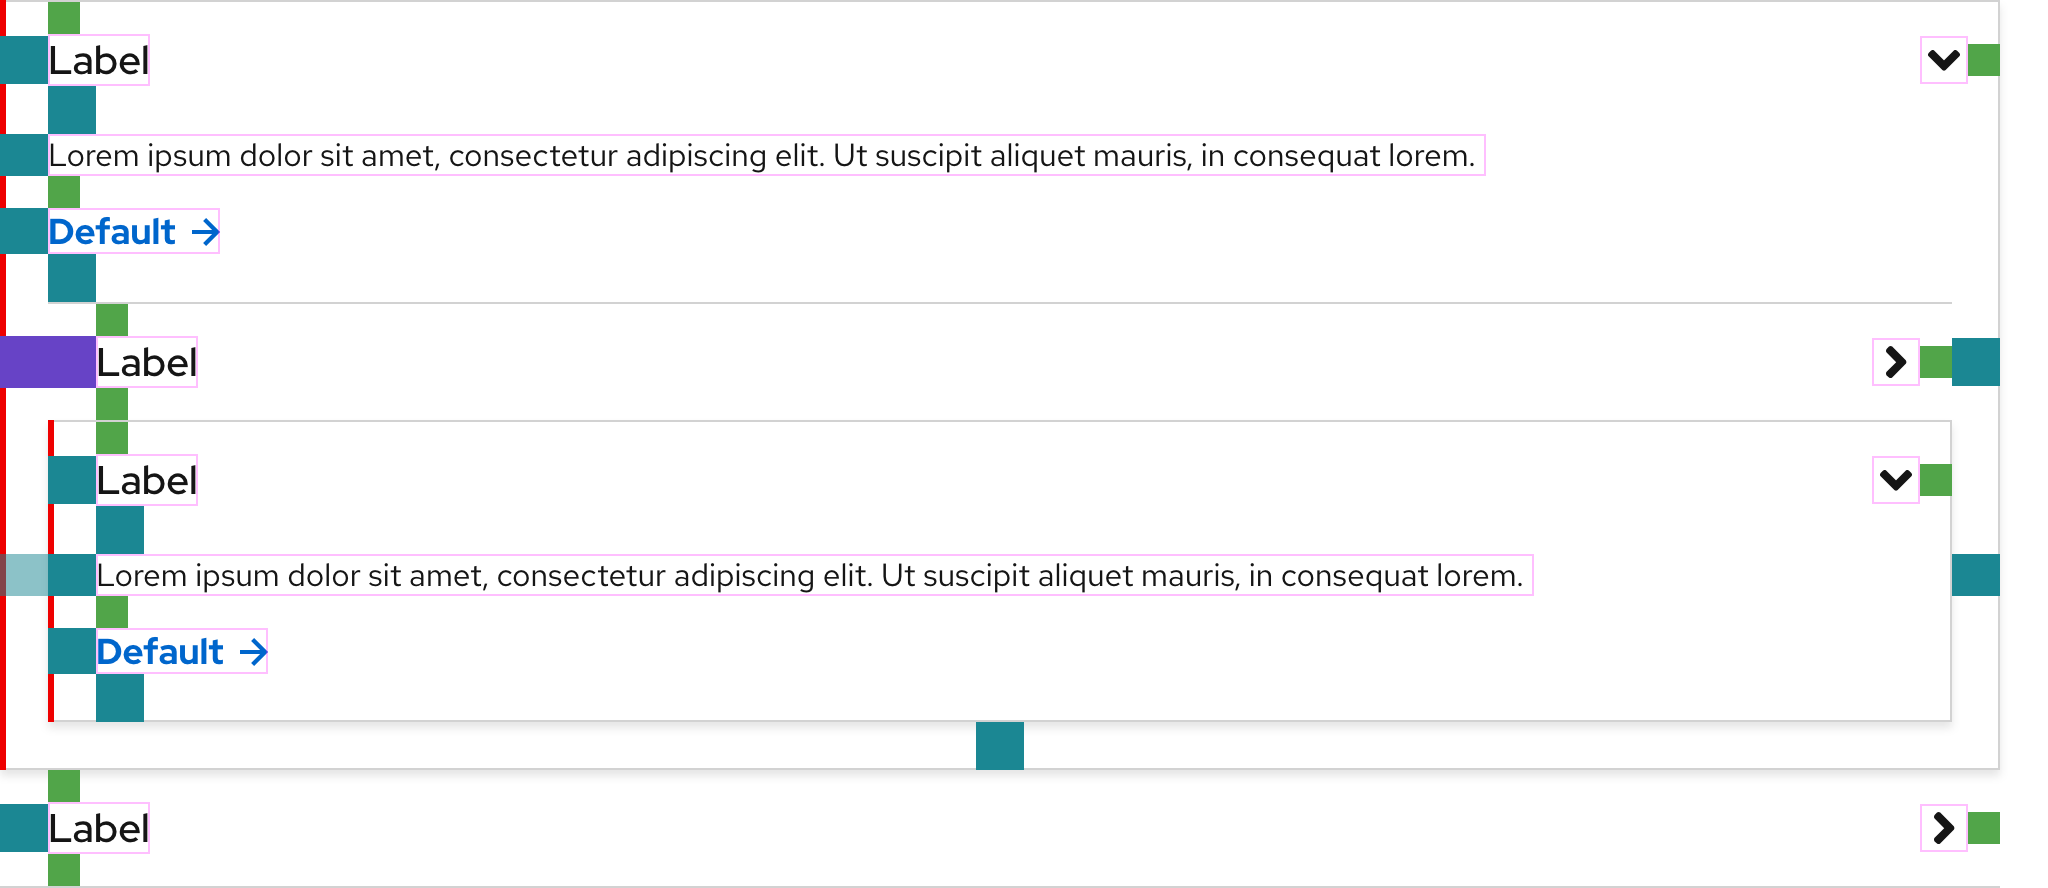 Label
Lorem ipsum dolor sit amet, consectetur adipiscing elit. Ut suscipit aliquet mauris, in consequat lorem.
Default →
Label
Label
Lorem ipsum dolor sit amet, consectetur adipiscing elit. Ut suscipit aliquet mauris, in consequat lorem.
Default →
Label